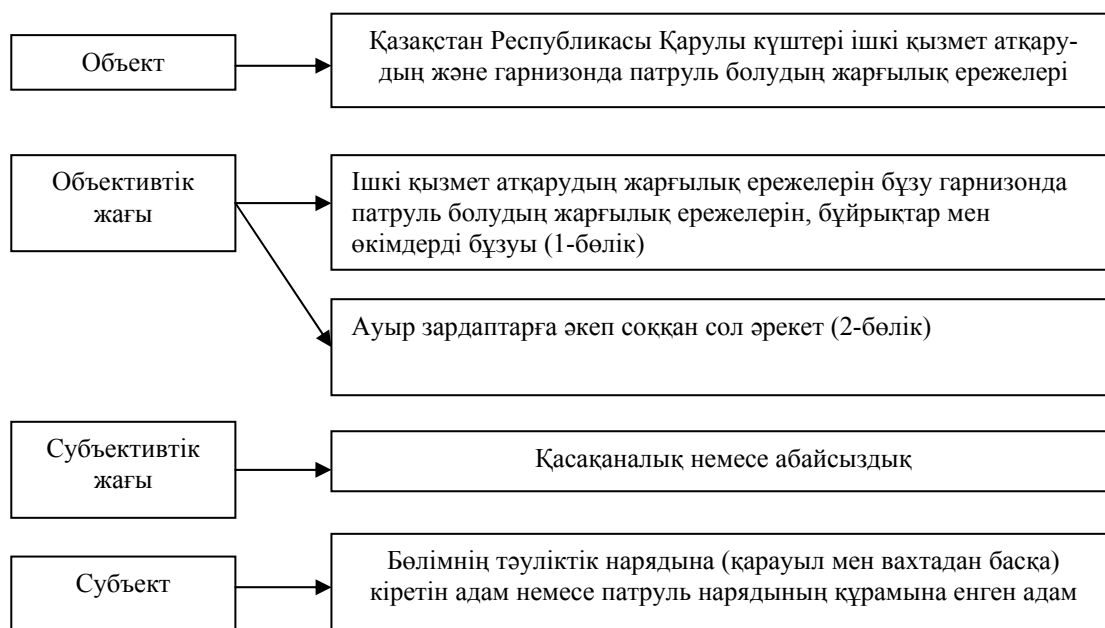 Объект
Қазақстан Республикасы Қарулы күштері ішкі қызмет атқару-
дың және гарнизонда патруль болудың жарғылық ережелері
Объективтік
жағы
Ішкі қызмет атқарудың жарғылық ережелерін бұзу гарнизонда
патруль болудың жарғылық ережелерін, бұйрықтар мен
өкімдерді бұзуы (1-бөлік)
Ауыр зардаптарға әкеп соққан сол әрекет (2-бөлік)
Субъективтік
жағы
Қасақаналық немесе абайсыздық
Субъект
Бөлімнің тәуліктік нарядына (қарауыл мен вахтадан басқа)
кіретін адам немесе патруль нарядының құрамына енген адам